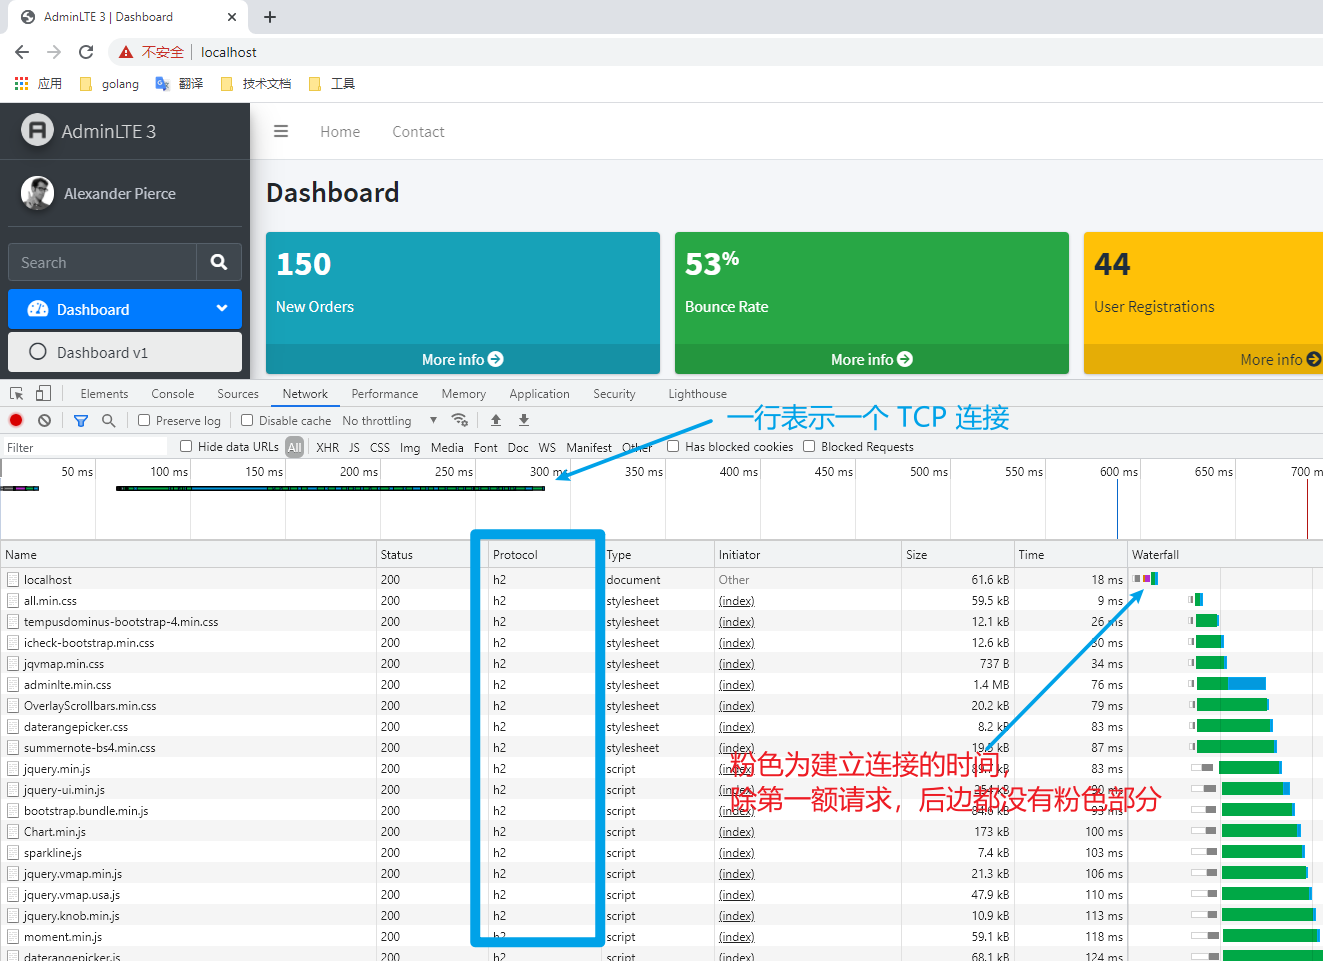 AdminLTE 3 | Dashboard
不安全 localhost
应用 golang 翻译 技术文档 工具
AdminLTE 3 Home Contact
Alexander Pierce
Dashboard
Search
Dashboard
Dashboard v1
150
New Orders
More info
53%
Bounce Rate
More info
44
User Registrations
More info
Elements Console Sources Network Performance Memory Application Security Lighthouse
Preserve log Disable cache No throttling
一行表示一个 TCP 连接
Filter Hide data URLs All XHR JS CSS Img Media Font Doc WS Manifest Other Has blocked cookies Blocked Requests
50 ms 100 ms 150 ms 200 ms 250 ms 300 ms 350 ms 400 ms 450 ms 500 ms 550 ms 600 ms 650 ms 700 m
Name Status Protocol Type Initiator Size Time Waterfall
localhost 200 h2 document Other 61.6 kB 18 ms
all.min.css 200 h2 stylesheet (index) 59.5 kB 9 ms
tempusdominus-bootstrap-4.min.css 200 h2 stylesheet (index) 12.1 kB 26 ms
icheck-bootstrap.min.css 200 h2 stylesheet (index) 12.6 kB 30 ms
jqvmap.min.css 200 h2 stylesheet (index) 737 B 34 ms
adminlte.min.css 200 h2 stylesheet (index) 1.4 MB 76 ms
OverlayScrollbars.min.css 200 h2 stylesheet (index) 20.2 kB 79 ms
daterangepicker.css 200 h2 stylesheet (index) 8.2 kB 83 ms
summernote-bs4.min.css 200 h2 stylesheet (index) kB 87 ms
粉色为建立连接的时间,
除第一额请求，后边都没有粉色部分
jquery.min.js 200 h2 script (index) kB 83 ms
jquery-ui.min.js 200 h2 script (index) kB ms
bootstrap.bundle.min.js 200 h2 script (index) 84.6 kB 93 ms
Chart.min.js 200 h2 script (index) 173 kB 100 ms
sparkline.js 200 h2 script (index) 7.4 kB 103 ms
jquery.vmap.min.js 200 h2 script (index) 21.3 kB 106 ms
jquery.vmap.usa.js 200 h2 script (index) 47.9 kB 110 ms
jquery.knob.min.js 200 h2 script (index) 10.9 kB 113 ms
moment.min.js 200 h2 script (index) 59.1 kB 118 ms
daterangepicker.js 200 h2 script (index) 68.1 kB 124 ms